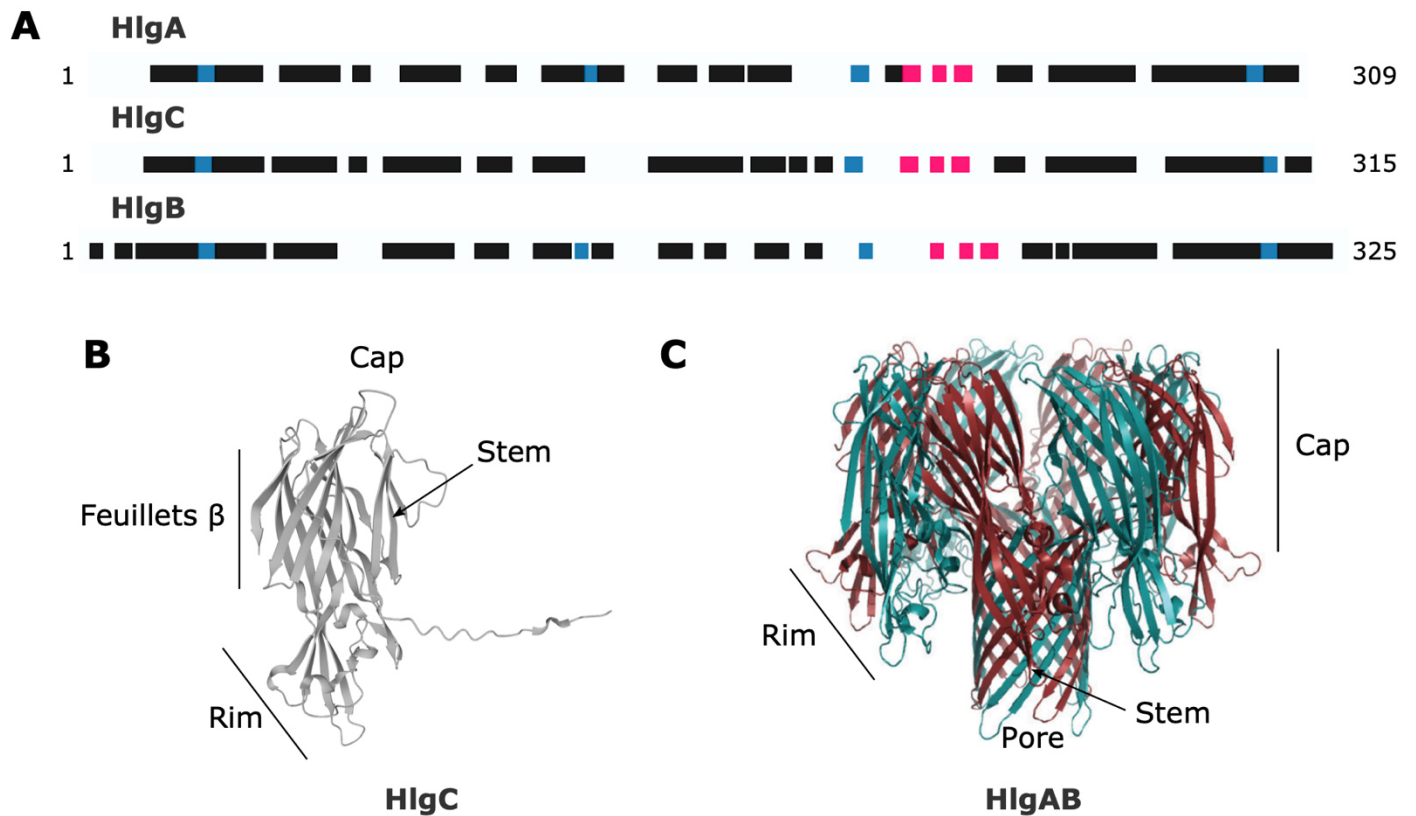 A
HlgA
1 309
HlgC
1 315
HlgB
1 325
B
Cap
Stem
Feuillets β
Rim
HlgC
C
Cap
Rim
Stem
Pore
HlgAB